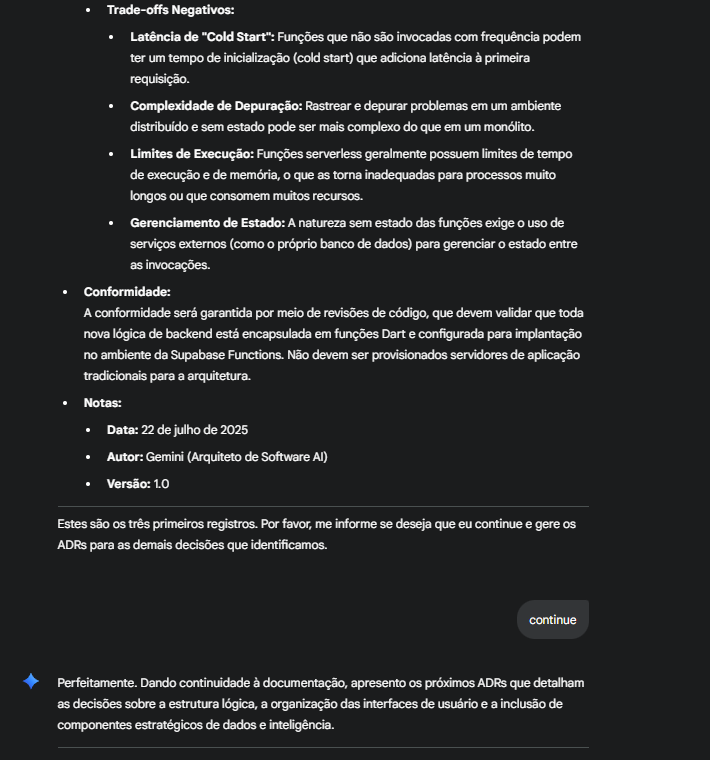 Trade-offs Negativos:
Latência de "Cold Start": Funções que não são invocadas com frequência podem
ter um tempo de inicialização (cold start) que adiciona latência à primeira
requisição.
Complexidade de Depuração: Rastrear e depurar problemas em um ambiente
distribuído e sem estado pode ser mais complexo do que em um monólito.
Limites de Execução: Funções serverless geralmente possuem limites de tempo
de execução e de memória, o que as torna inadequadas para processos muito
longos ou que consomem muitos recursos.
Gerenciamento de Estado: A natureza sem estado das funções exige o uso de
serviços externos (como o próprio banco de dados) para gerenciar o estado entre
as invocações.
Conformidade:
A conformidade será garantida por meio de revisões de código, que devem validar que toda
nova lógica de backend está encapsulada em funções Dart e configurada para implantação
no ambiente da Supabase Functions. Não devem ser provisionados servidores de aplicação
tradicionais para a arquitetura.
Notas:
Data: 22 de julho de 2025
Autor: Gemini (Arquiteto de Software AI)
Versão: 1.0
Estes são os três primeiros registros. Por favor, me informe se deseja que eu continue e gere os
ADRs para as demais decisões que identificamos.
continue
Perfeitamente. Dando continuidade à documentação, apresento os próximos ADRs que detalham
as decisões sobre a estrutura lógica, a organização das interfaces de usuário e a inclusão de
componentes estratégicos de dados e inteligência.